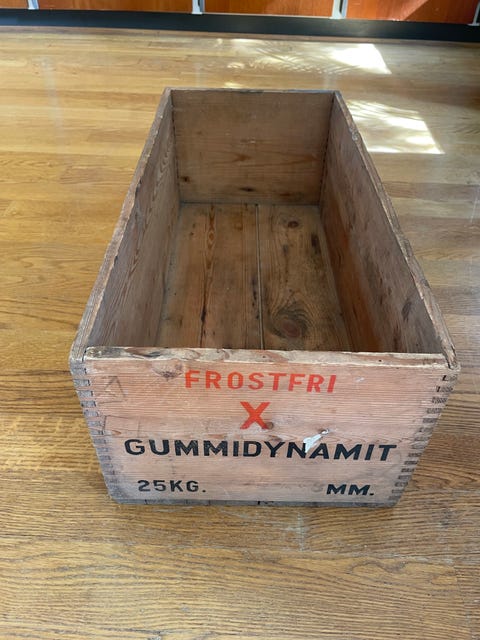 FROSTFRI
X
GUMMIDYNAMIT
25KG. MM.